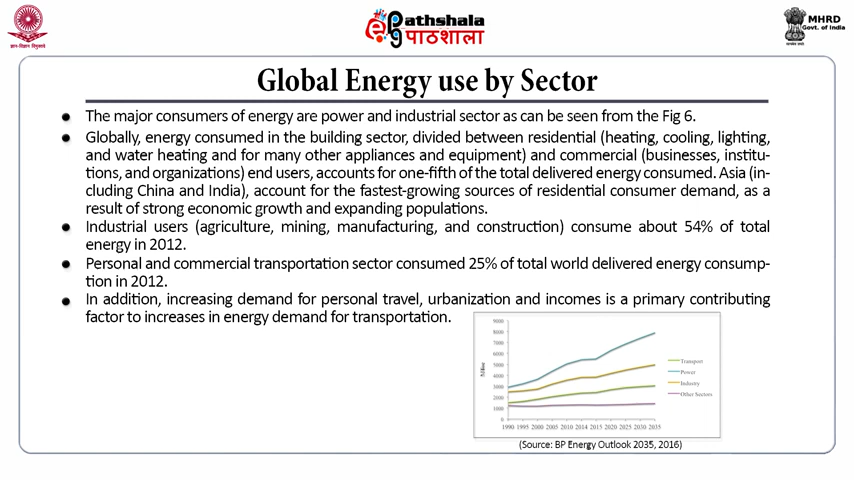 ज्ञान-विज्ञान विमुक्तये
ePathshala
पाठशाला
MHRD
Govt. of India
Global Energy use by Sector
The major consumers of energy are power and industrial sector as can be seen from the Fig 6.
Globally, energy consumed in the building sector, divided between residential (heating, cooling, lighting,
and water heating and for many other appliances and equipment) and commercial (businesses, institu-
tions, and organizations) end users, accounts for one-fifth of the total delivered energy consumed. Asia (in-
cluding China and India), account for the fastest-growing sources of residential consumer demand, as a
result of strong economic growth and expanding populations.
Industrial users (agriculture, mining, manufacturing, and construction) consume about 54% of total
energy in 2012.
Personal and commercial transportation sector consumed 25% of total world delivered energy consump-
tion in 2012.
In addition, increasing demand for personal travel, urbanization and incomes is a primary contributing
factor to increases in energy demand for transportation.
9000
8000
7000
6000
5000
4000
3000
2000
1000
0
Transport
Power
Industry
Other Sectors
1990 1995 2000 2005 2010 2014 2015 2020 2025 2030 2035
(Source: BP Energy Outlook 2035, 2016)